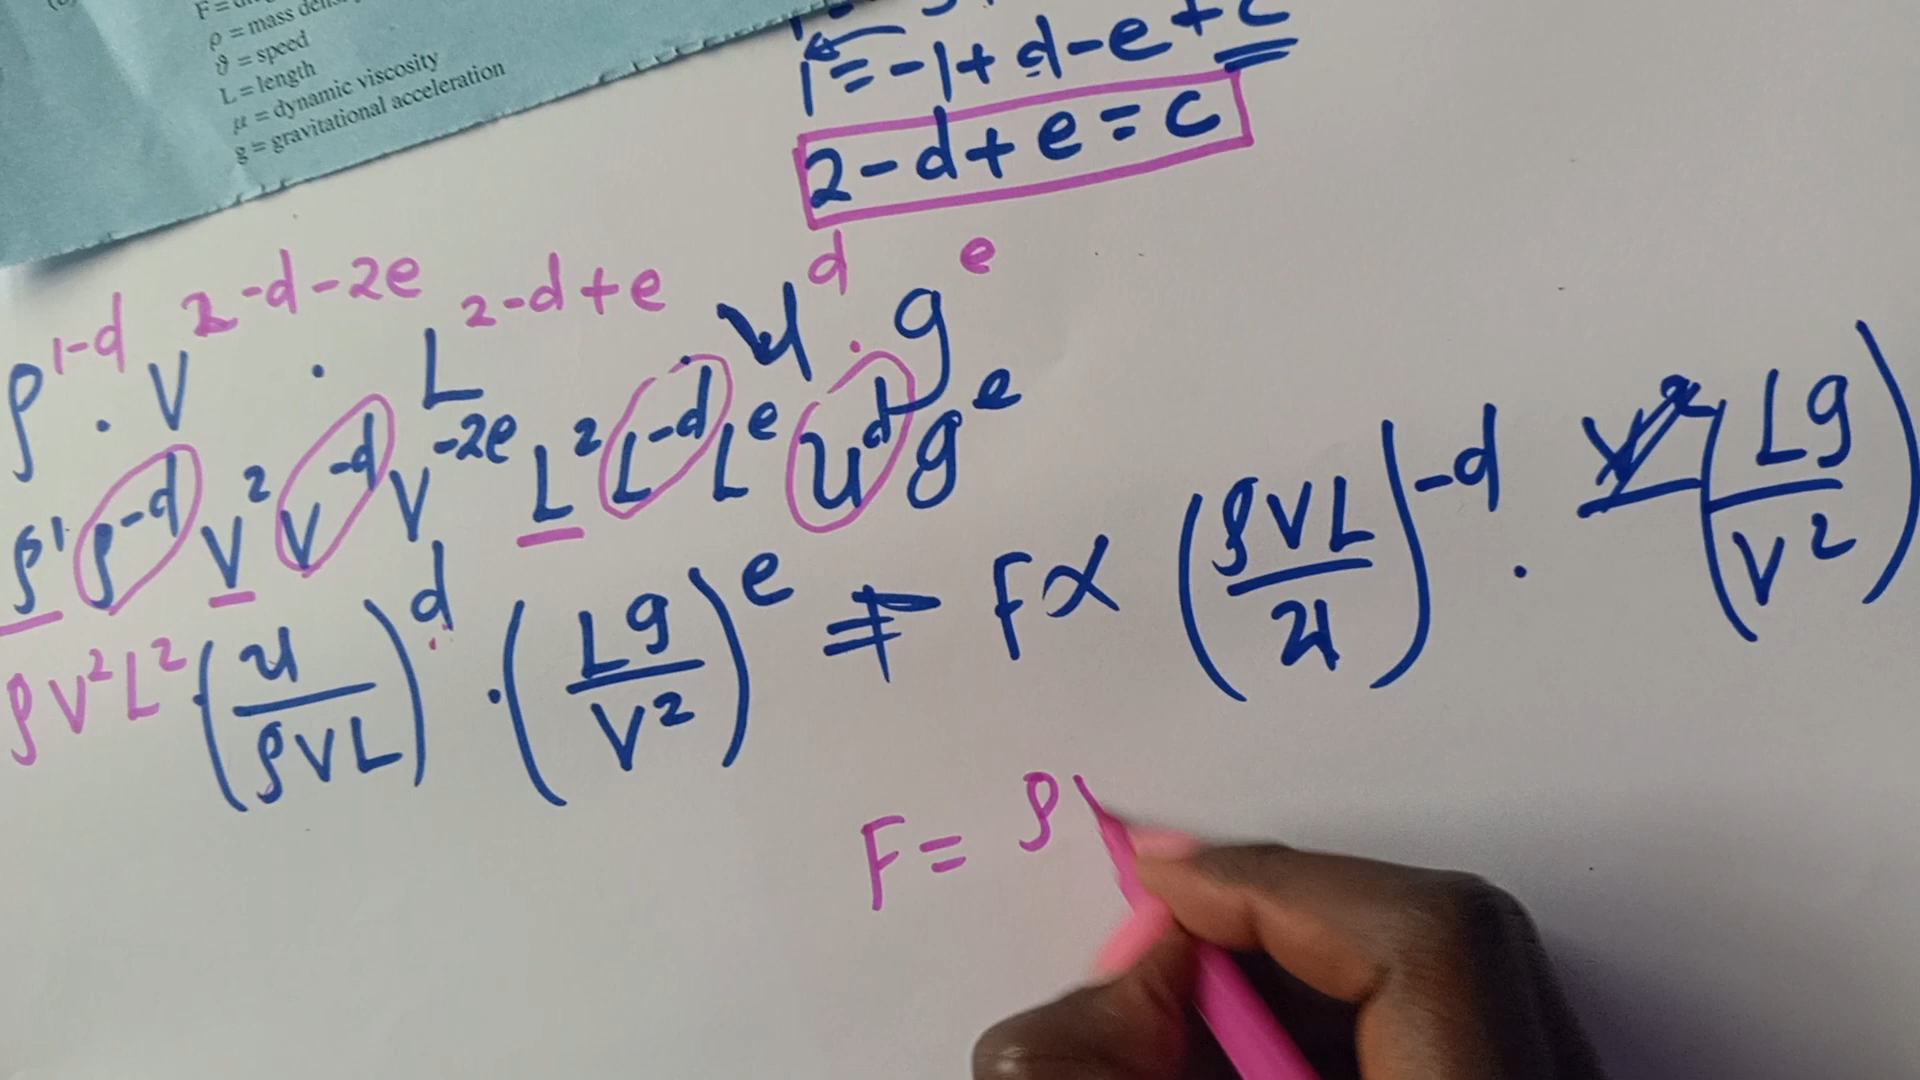 ρ = mass
ϑ = speed
L = length
μ = dynamic viscosity
g = gravitational acceleration
1 = -1 + d - e + c
2 - d + e = c
ρ^{1-d} . V^{2-d-2e} . L^{2-d+e} . μ^d . g^e
ρ^1 ρ^{-d} V^2 V^{-d} V^{-2e} L^2 L^{-d} L^e μ^d g^e
ρV^2L^2 . (μ/ρVL)^d . (Lg/V^2)^e ⇒ F ∝ (ρVL/μ)^{-d} . (Lg/V^2)
F = ρ